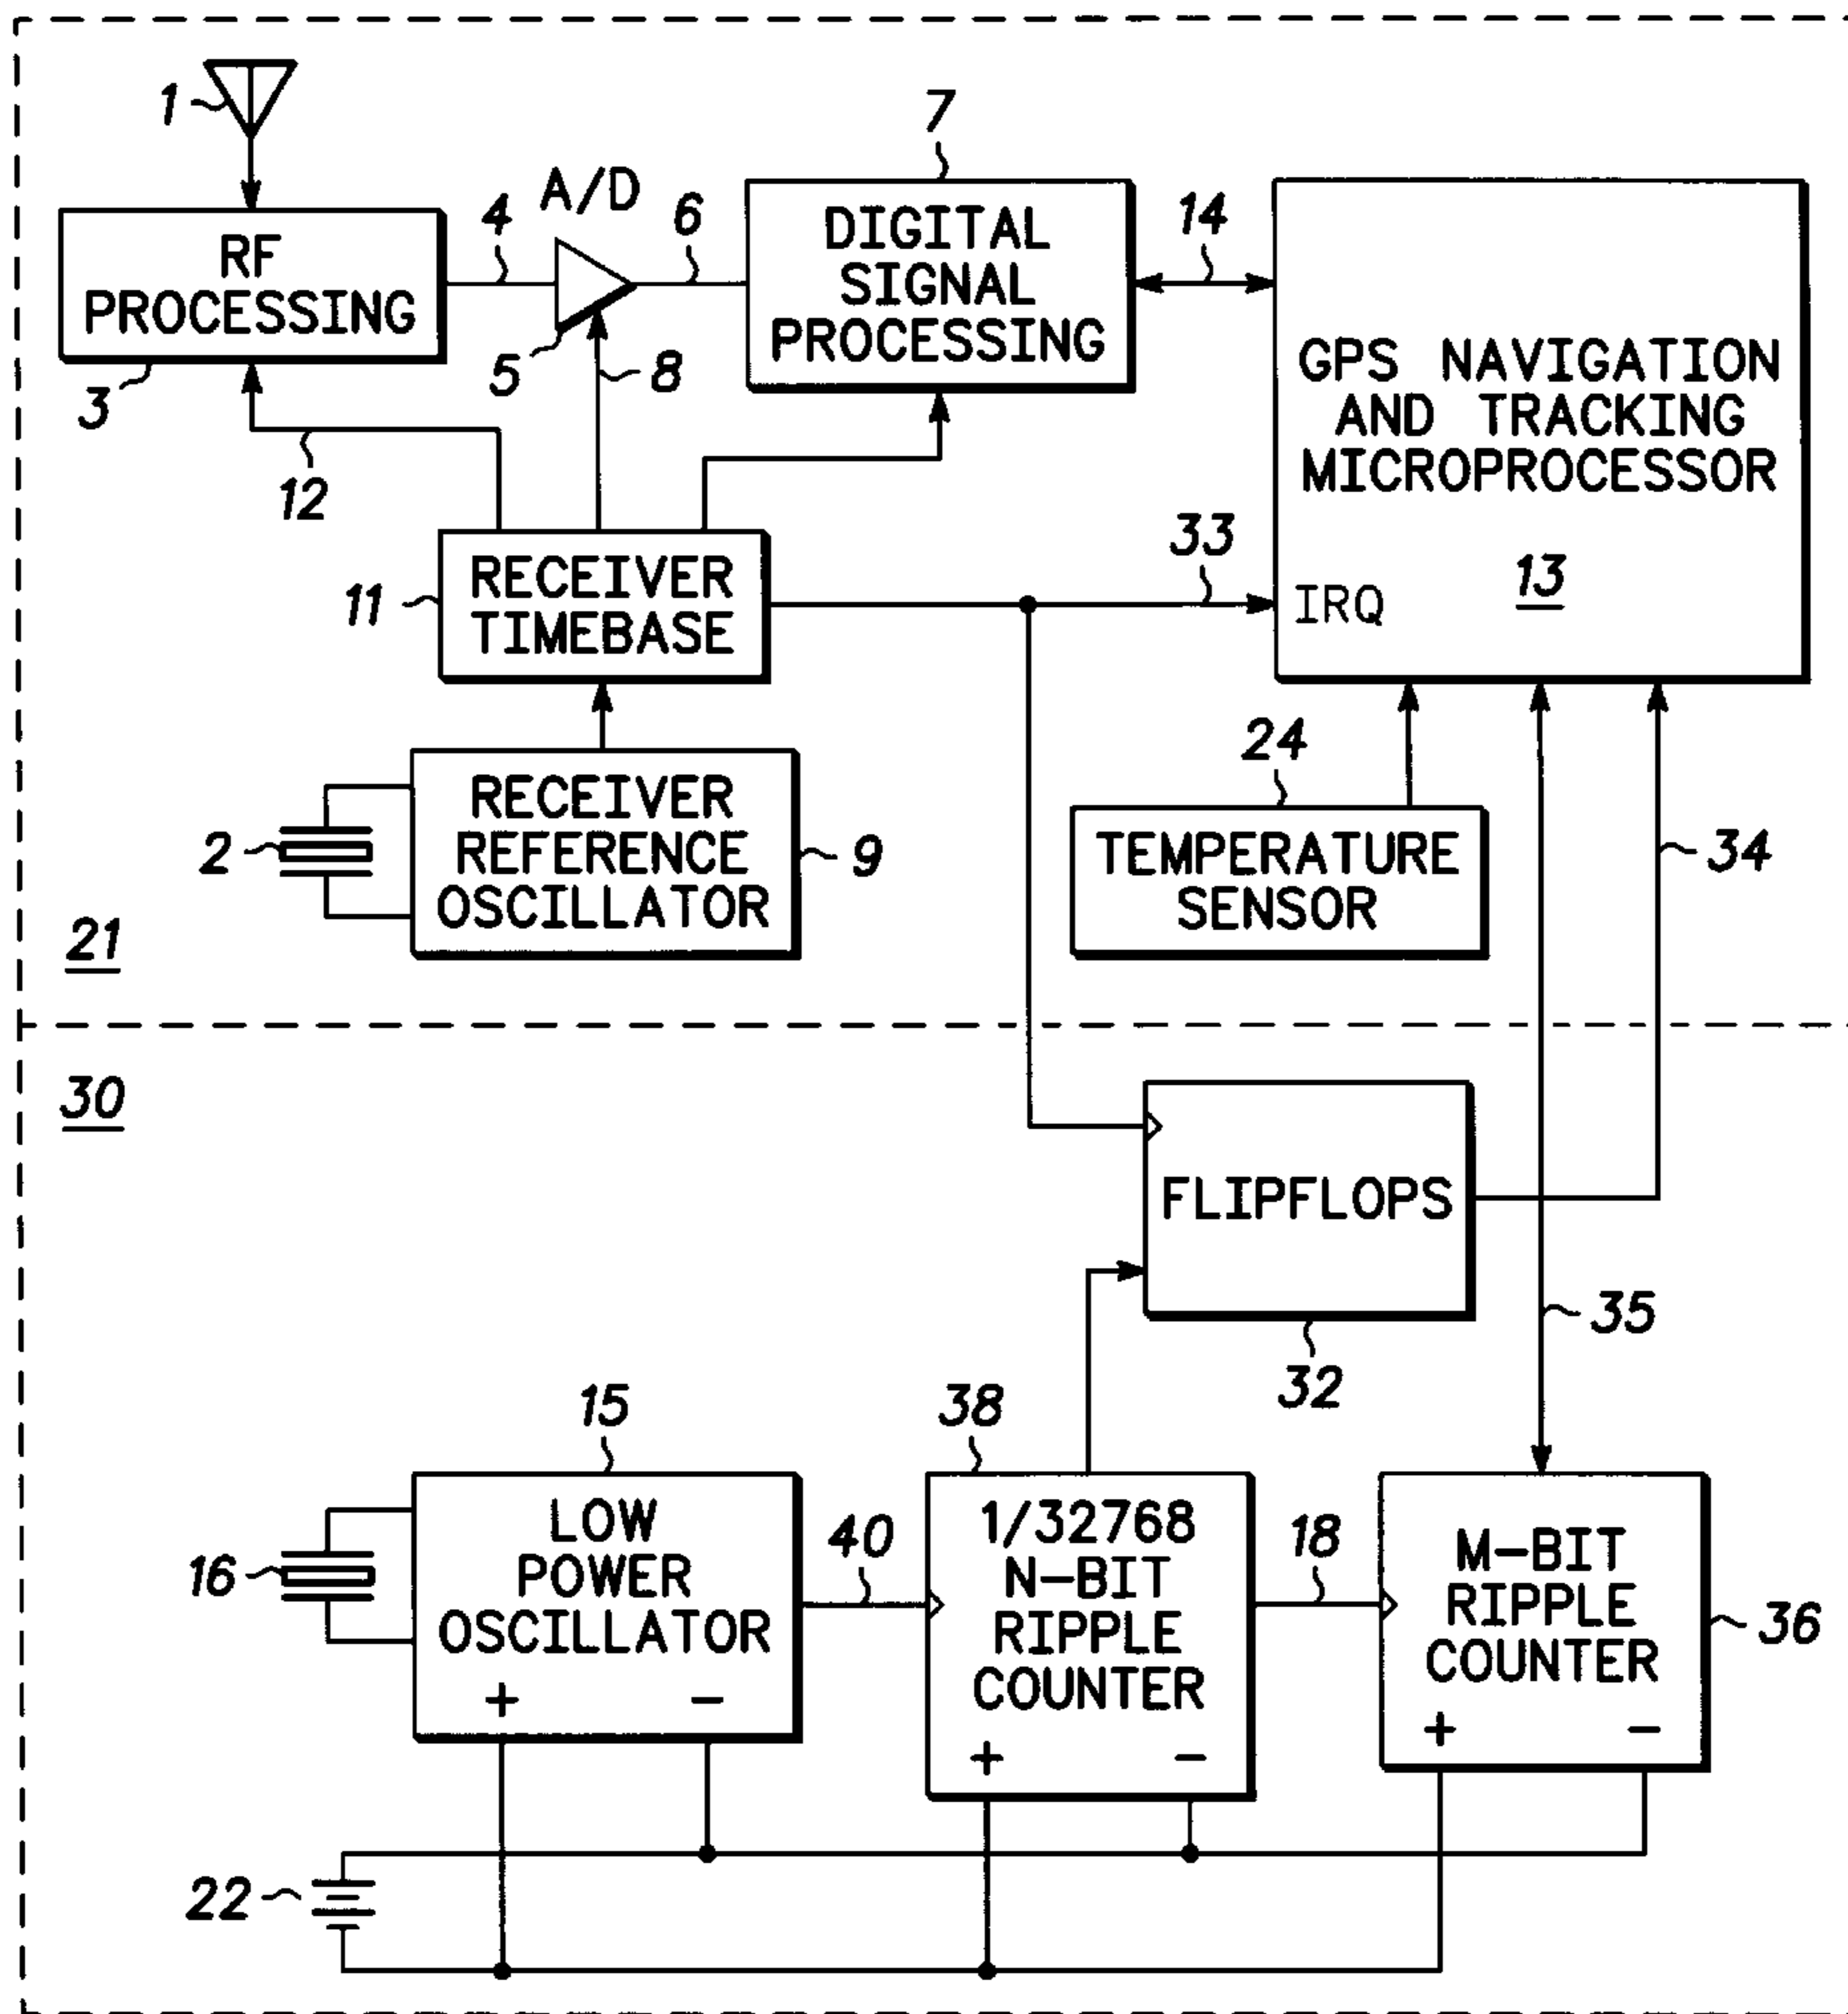 1
A/D
7
RF
PROCESSING
3
4
5
6
8
DIGITAL
SIGNAL
PROCESSING
14
GPS NAVIGATION
AND TRACKING
MICROPROCESSOR
13
IRQ
12
11
RECEIVER
TIMEBASE
33
2
RECEIVER
REFERENCE
OSCILLATOR
9
24
TEMPERATURE
SENSOR
34
21
30
FLIPFLOPS
32
35
15
LOW
POWER
OSCILLATOR
+ −
16
40
38
1/32768
N-BIT
RIPPLE
COUNTER
+ −
18
M-BIT
RIPPLE
COUNTER
+ −
36
22